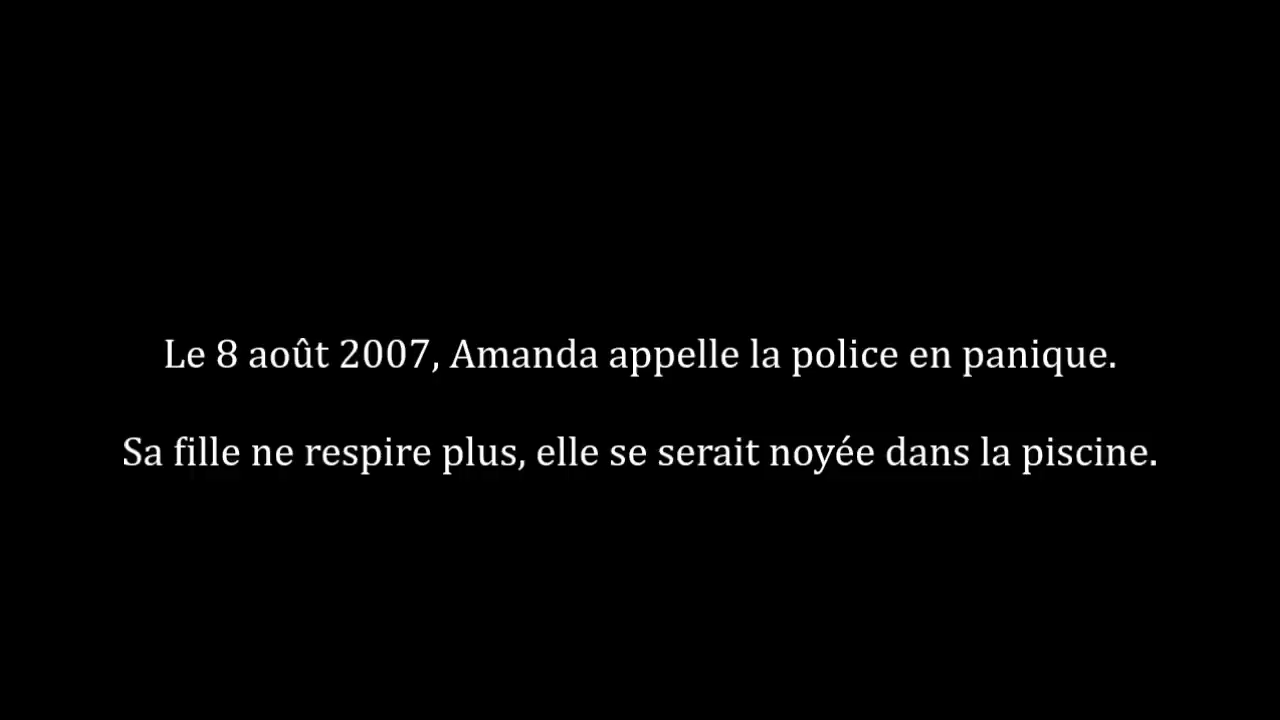 Le 8 août 2007, Amanda appelle la police en panique.
Sa fille ne respire plus, elle se serait noyée dans la piscine.